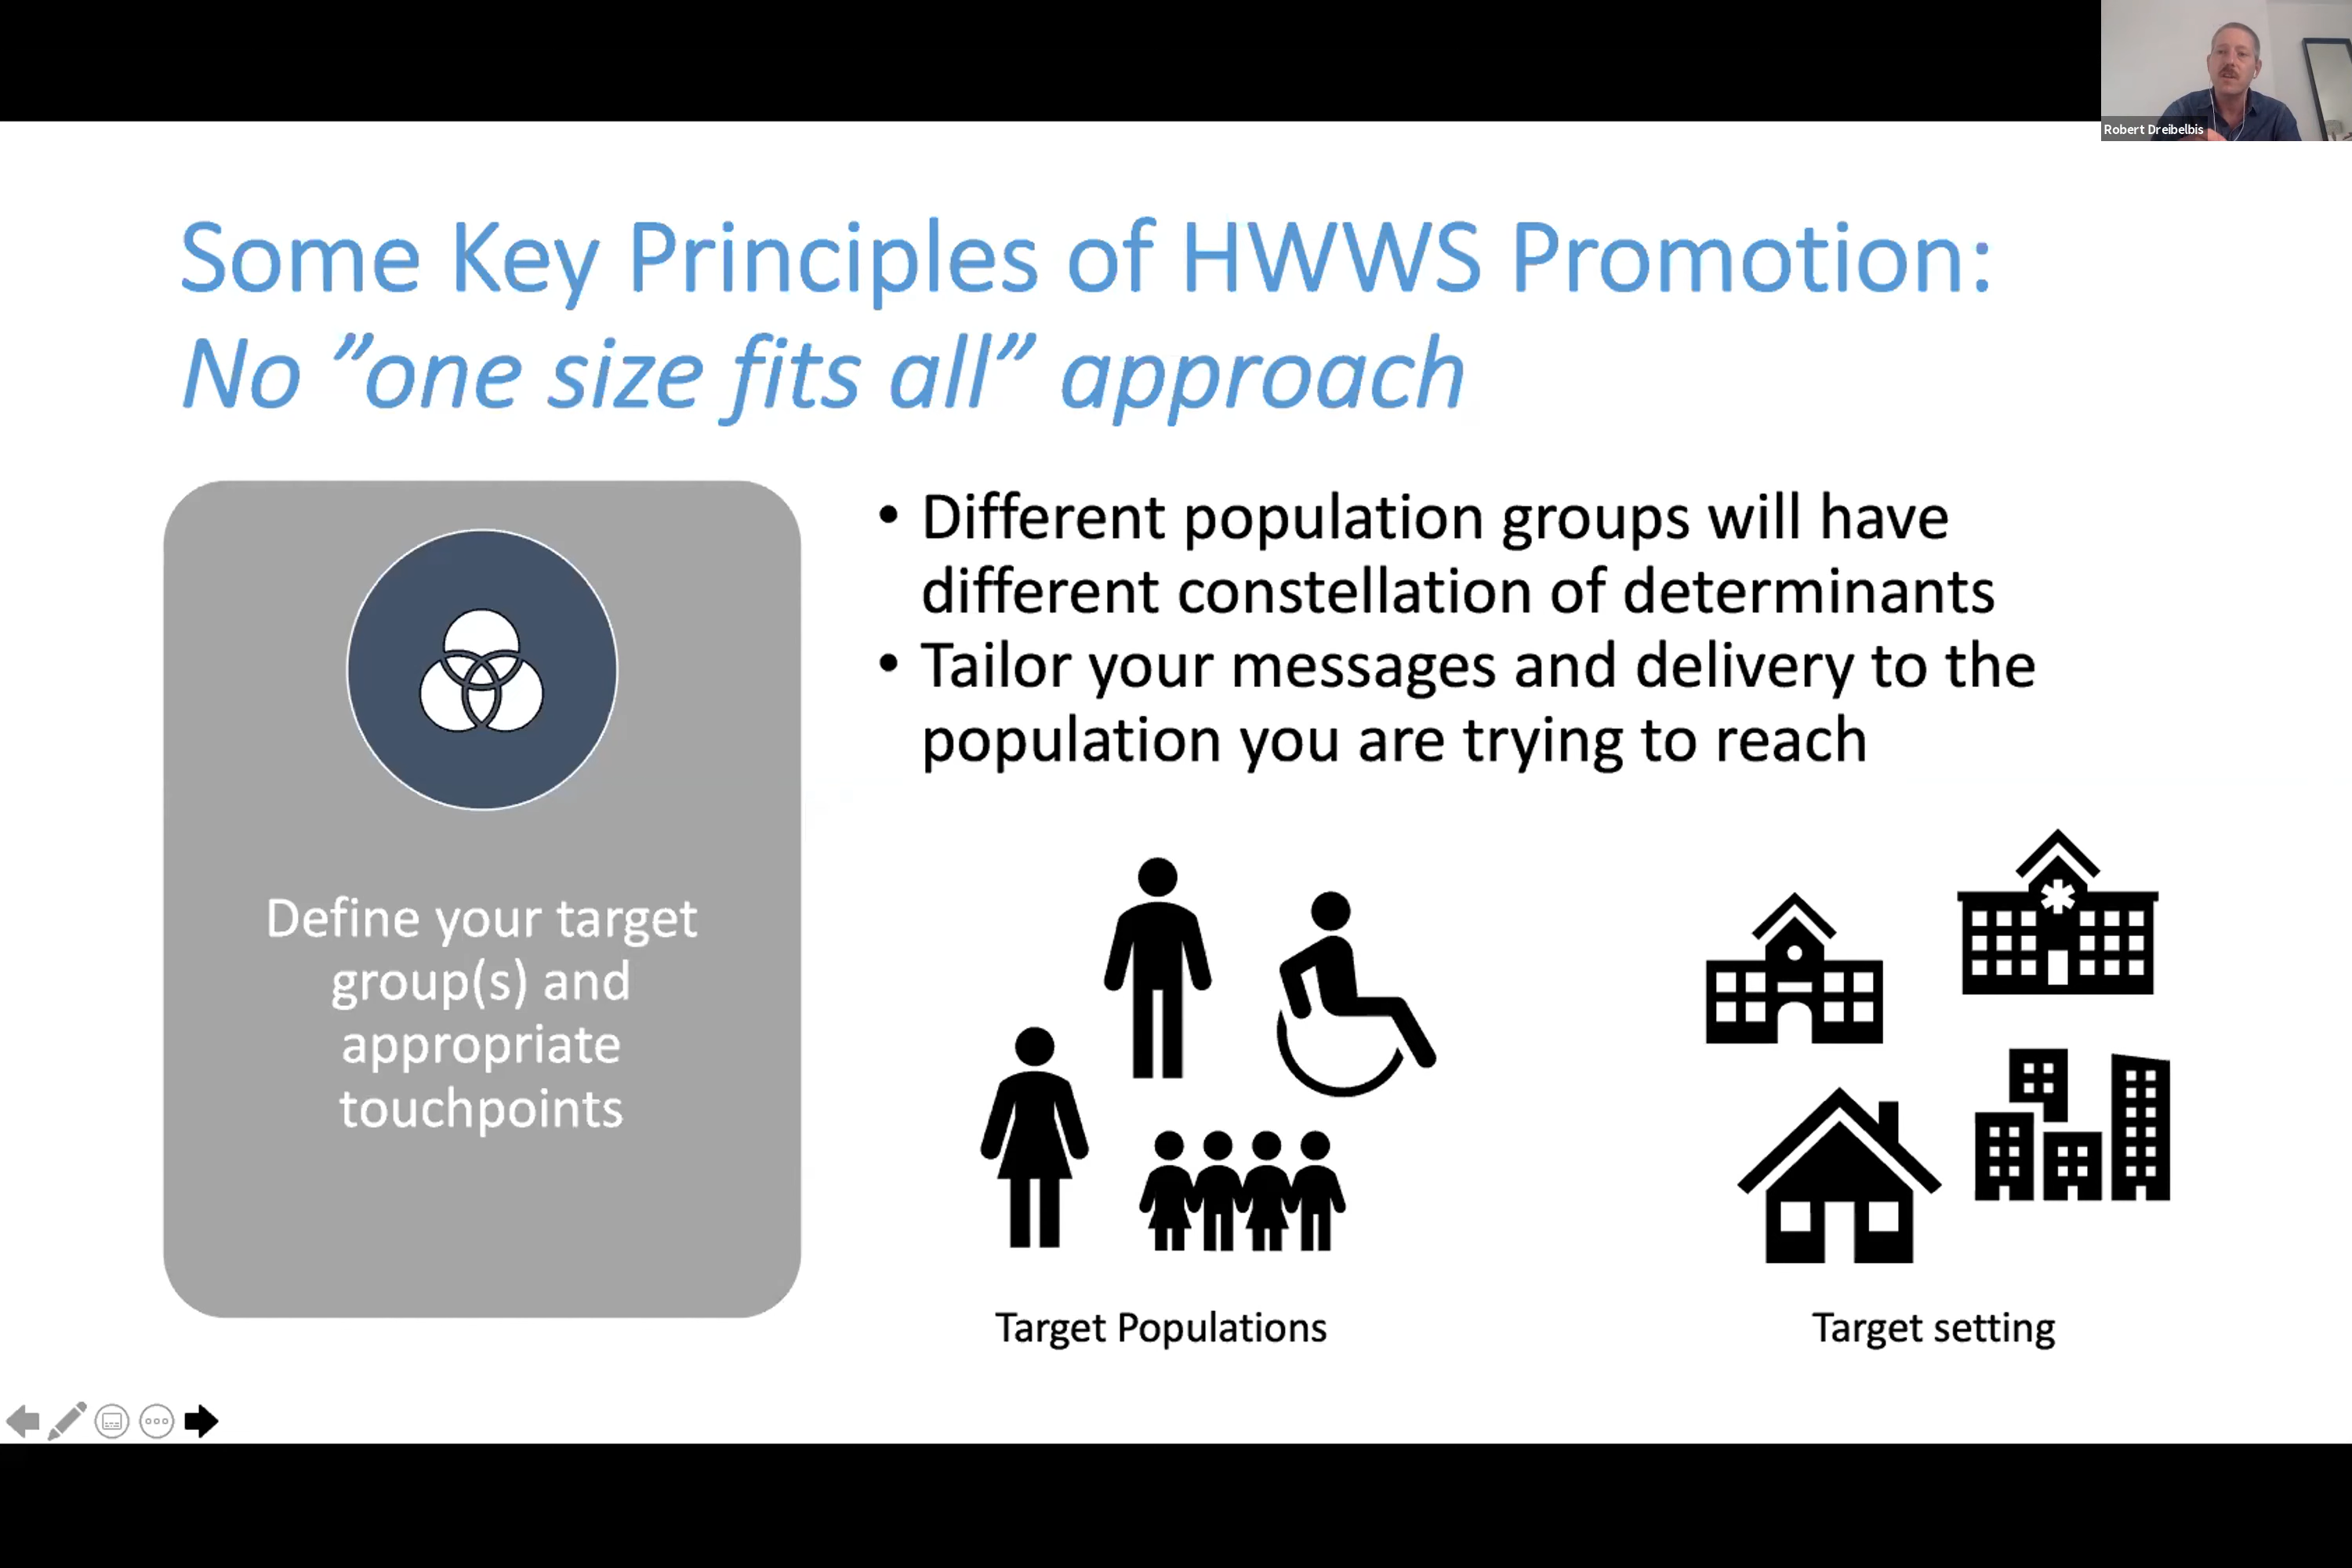 Robert Dreibelbis
Some Key Principles of HWWS Promotion:
No ”one size fits all” approach
Define your target
group(s) and
appropriate
touchpoints
• Different population groups will have
different constellation of determinants
• Tailor your messages and delivery to the
population you are trying to reach
Target Populations
Target setting